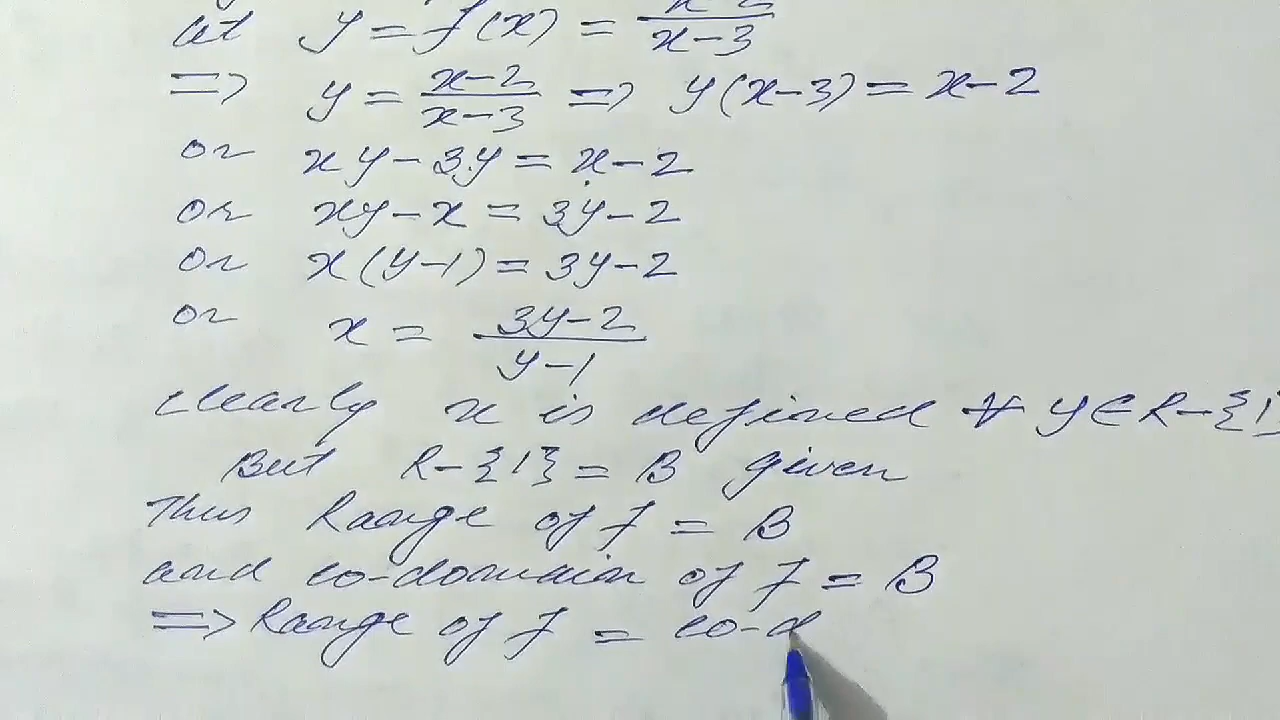 let y = f(x) = x-2/x-3
=> y = x-2/x-3 => y(x-3) = x-2
or xy-3y = x-2
or xy-x = 3y-2
or x(y-1) = 3y-2
or x = 3y-2/y-1
clearly x is defined ∀ y∈R-{1}
But R-{1} = B given
Thus Range of f = B
and co-domain of f = B
=> Range of f = co-d